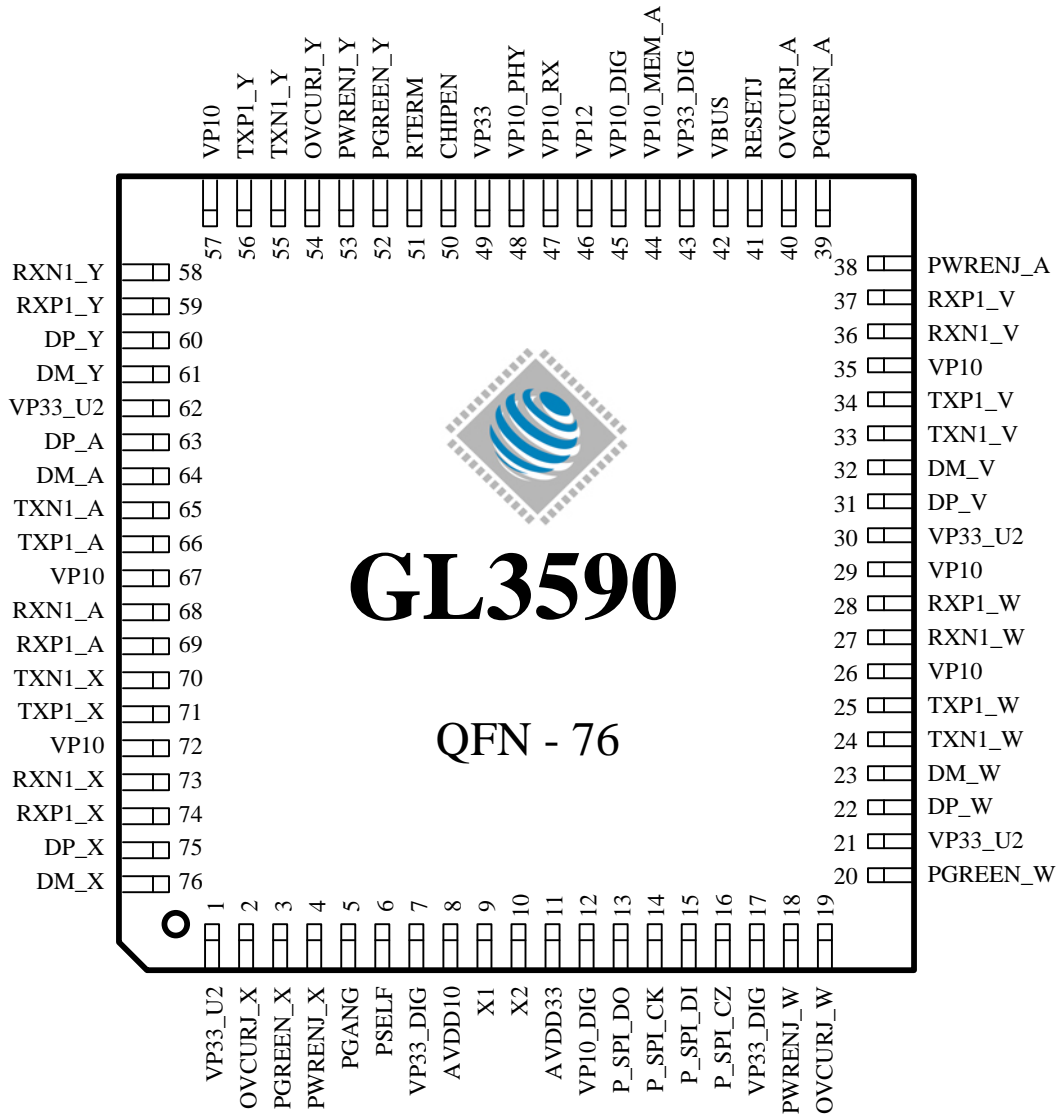 VP10
TXP1_Y
TXN1_Y
OVCURJ_Y
PWRENJ_Y
PGREEN_Y
RTERM
CHIPEN
VP33
VP10_PHY
VP10_RX
VP12
VP10_DIG
VP10_MEM_A
VP33_DIG
VBUS
RESETJ
OVCURJ_A
PGREEN_A
57
56
55
54
53
52
51
50
49
48
47
46
45
44
43
42
41
40
39
RXN1_Y 58
RXP1_Y 59
DP_Y 60
DM_Y 61
VP33_U2 62
DP_A 63
DM_A 64
TXN1_A 65
TXP1_A 66
VP10 67
RXN1_A 68
RXP1_A 69
TXN1_X 70
TXP1_X 71
VP10 72
RXN1_X 73
RXP1_X 74
DP_X 75
DM_X 76
GL3590
QFN - 76
38 PWRENJ_A
37 RXP1_V
36 RXN1_V
35 VP10
34 TXP1_V
33 TXN1_V
32 DM_V
31 DP_V
30 VP33_U2
29 VP10
28 RXP1_W
27 RXN1_W
26 VP10
25 TXP1_W
24 TXN1_W
23 DM_W
22 DP_W
21 VP33_U2
20 PGREEN_W
1
2
3
4
5
6
7
8
9
10
11
12
13
14
15
16
17
18
19
VP33_U2
OVCURJ_X
PGREEN_X
PWRENJ_X
PGANG
PSELF
VP33_DIG
AVDD10
X1
X2
AVDD33
VP10_DIG
P_SPI_DO
P_SPI_CK
P_SPI_DI
P_SPI_CZ
VP33_DIG
PWRENJ_W
OVCURJ_W